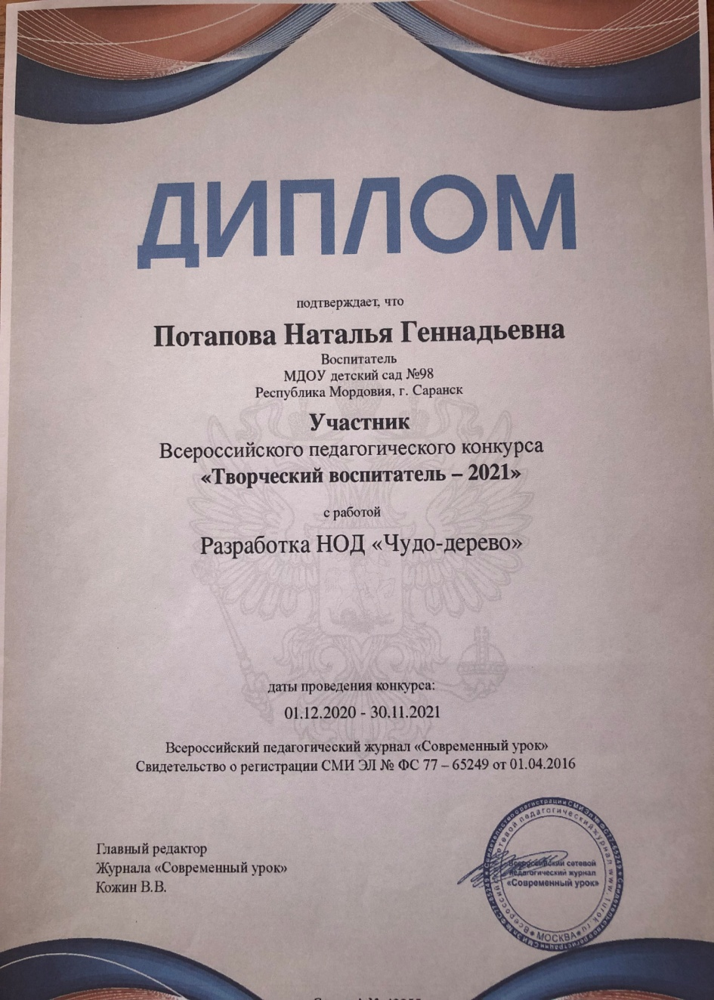 ДИПЛОМ
подтверждает, что
Потапова Наталья Геннадьевна
Воспитатель
МДОУ детский сад №98
Республика Мордовия, г. Саранск
Участник
Всероссийского педагогического конкурса
«Творческий воспитатель – 2021»
с работой
Разработка НОД «Чудо-дерево»
даты проведения конкурса:
01.12.2020 - 30.11.2021
Всероссийский педагогический журнал «Современный урок»
Свидетельство о регистрации СМИ ЭЛ № ФС 77 – 65249 от 01.04.2016
Главный редактор
Журнала «Современный урок»
Кожин В.В.
Всероссийский сетевой
педагогический журнал
«Современный урок»
МОСКВА